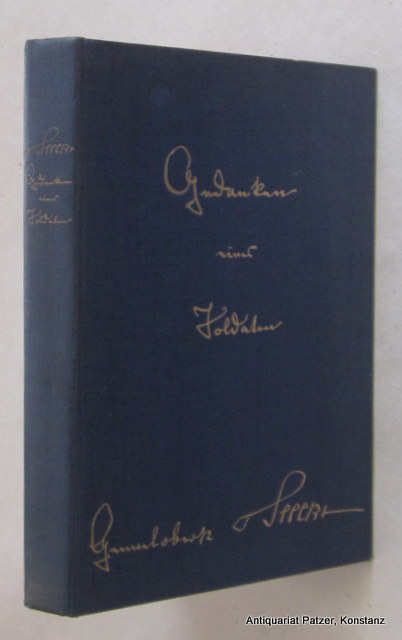 Seeckt
Gedanken
eines
Soldaten
Gedanken
eines
Soldaten
Generaloberst v Seeckt
Antiquariat Patzer, Konstanz